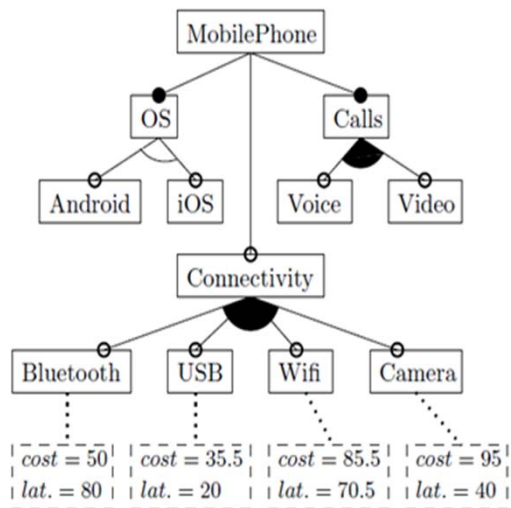 MobilePhone
OS
Calls
Android
iOS
Voice
Video
Connectivity
Bluetooth
USB
Wifi
Camera
cost = 50
lat. = 80
cost = 35.5
lat. = 20
cost = 85.5
lat. = 70.5
cost = 95
lat. = 40